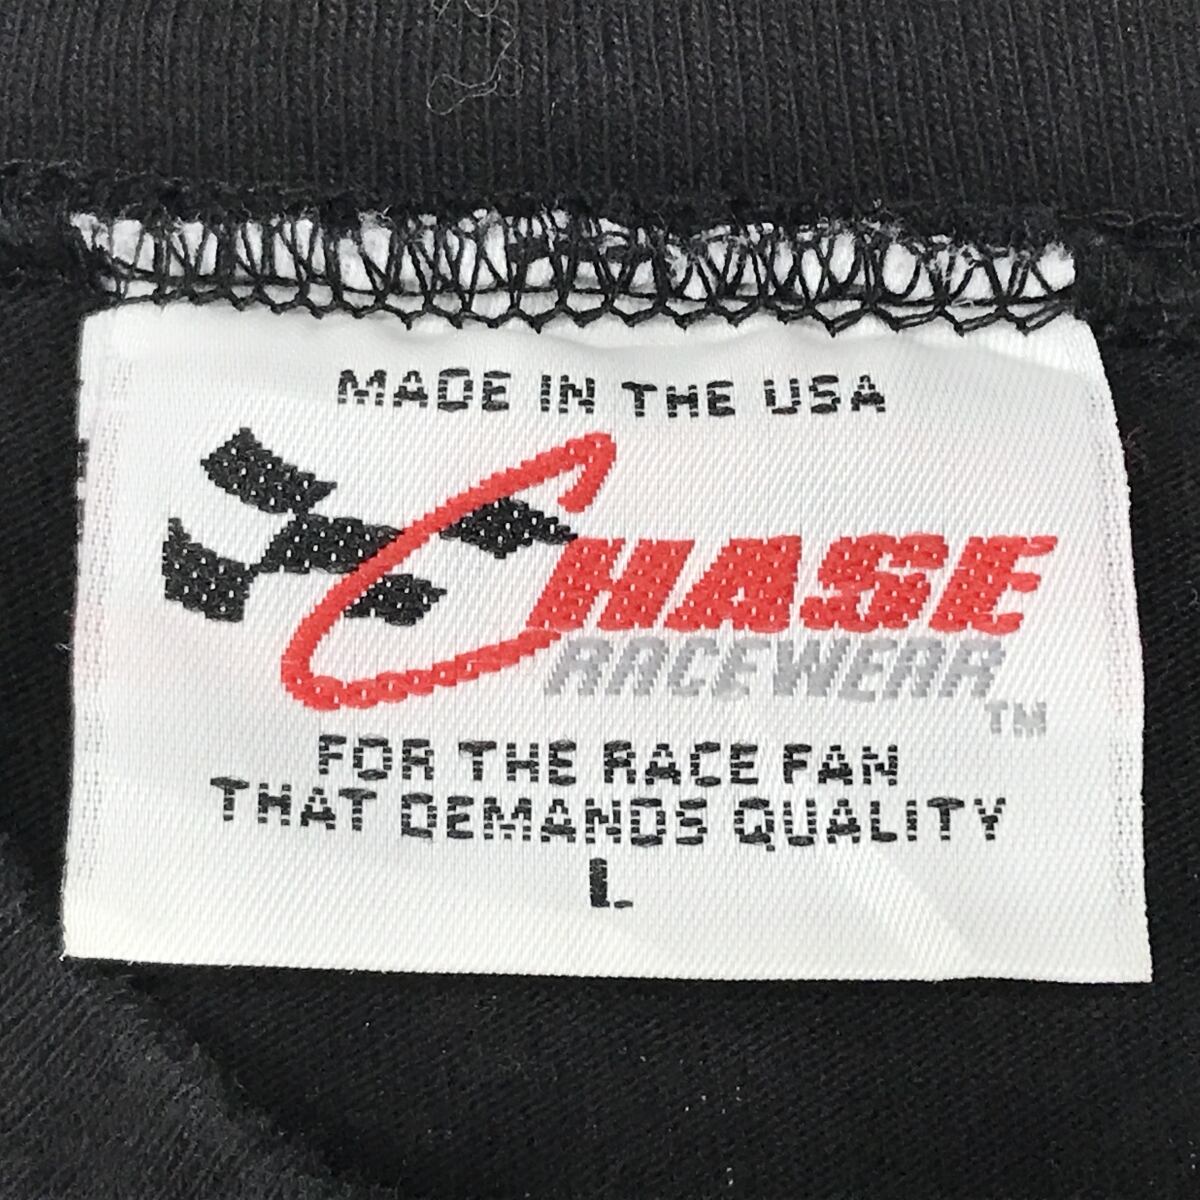 MADE IN THE USA
CHASE
RACEWEAR
TM
FOR THE RACE FAN
THAT DEMANDS QUALITY
L